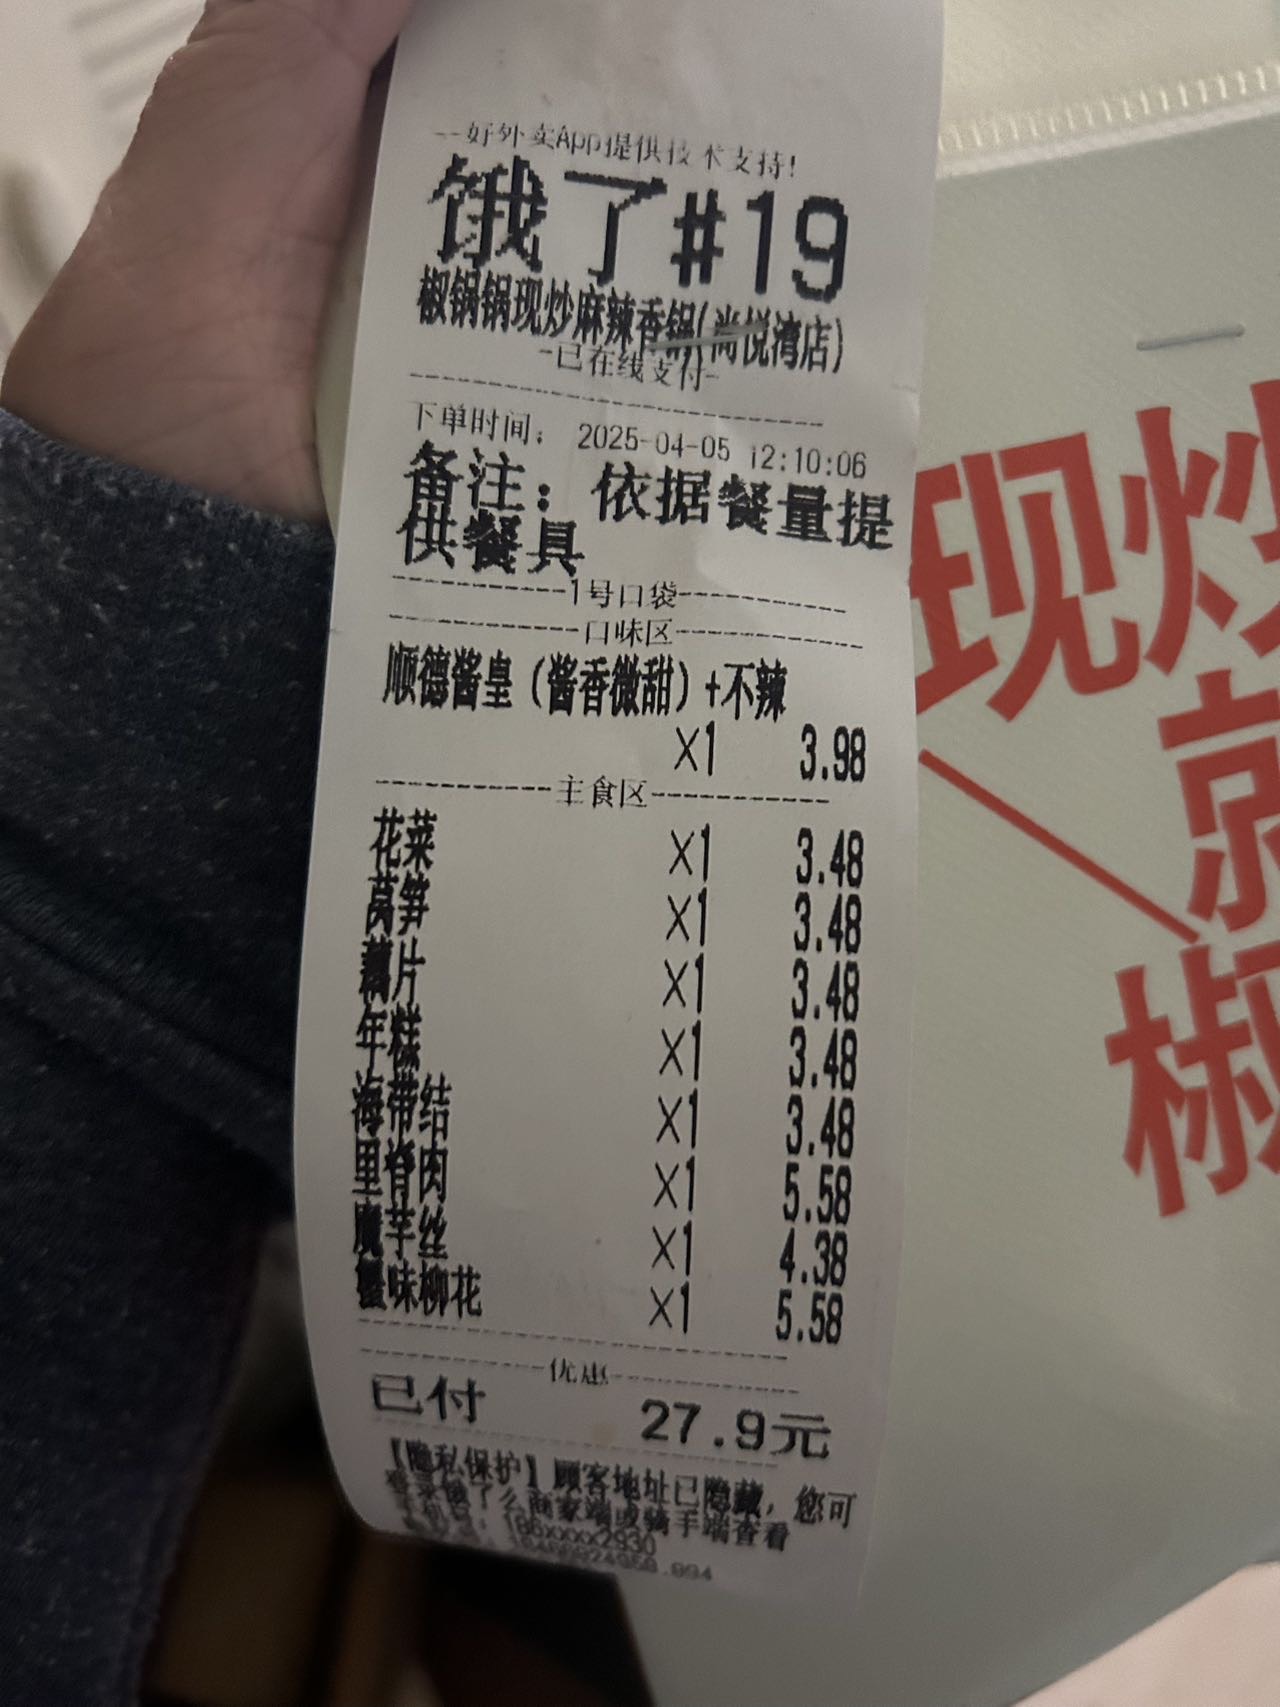 --好外卖App提供技术支持!
饿了#19
椒锅锅现炒麻辣香锅(尚悦湾店)
-已在线支付-
下单时间: 2025-04-05 12:10:06
备注: 依据餐量提
供餐具
1号口袋
口味区
顺德酱皇(酱香微甜)+不辣
X1 3.98
主食区
花菜 X1 3.48
莴笋 X1 3.48
藕片 X1 3.48
年糕 X1 3.48
海带结 X1 3.48
里脊肉 X1 5.58
魔芋丝 X1 4.38
蟹味柳花 X1 5.58
优惠
已付 27.9元
【隐私保护】顾客地址已隐藏, 您可
登录饿了么商家端或骑手端查看
186xxxx2930
现炒
就
椒